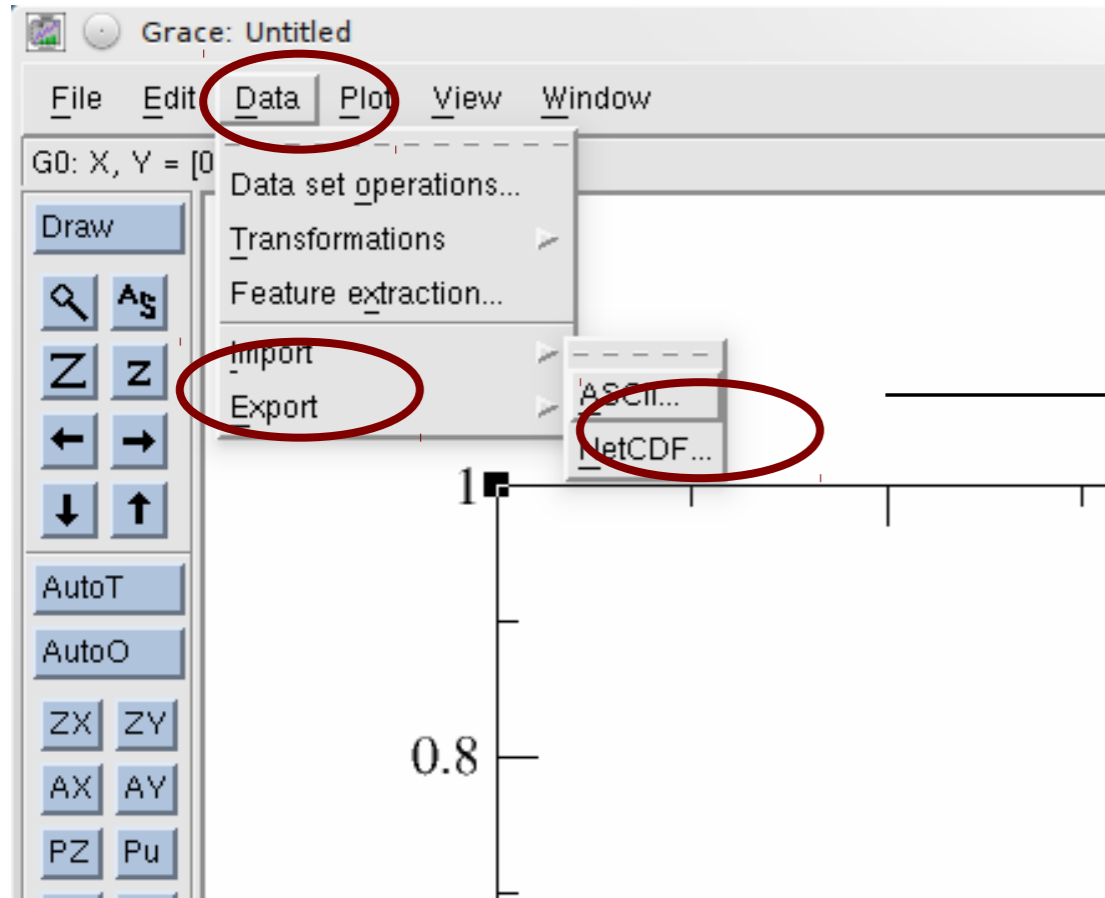 Grace: Untitled
File Edit Data Plot View Window
G0: X, Y = [0
Data set operations...
Draw
Transformations
Feature extraction...
AS
Import
Z z
ASCII...
Export
NetCDF...
1
AutoT
AutoO
ZX ZY
0.8
AX AY
PZ Pu